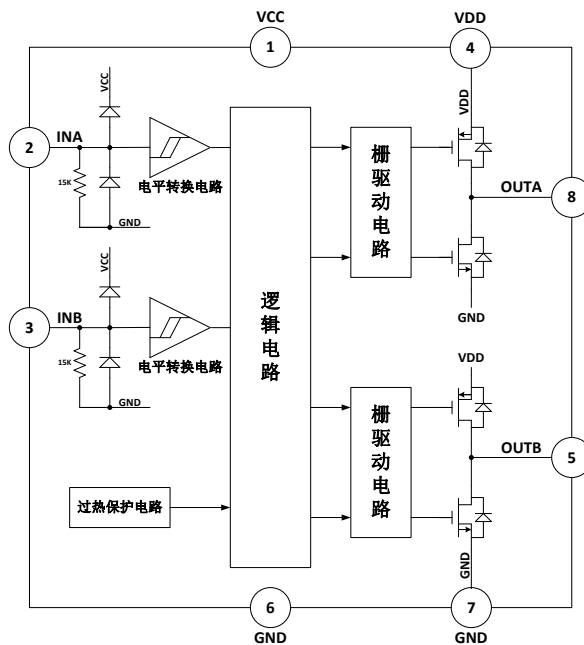 VCC
VDD
1
4
VCC
VDD
2
INA
15K
电平转换电路
GND
栅驱动电路
OUTA
8
VCC
GND
3
INB
逻辑电路
15K
电平转换电路
VDD
GND
栅驱动电路
OUTB
5
过热保护电路
GND
6
7
GND
GND